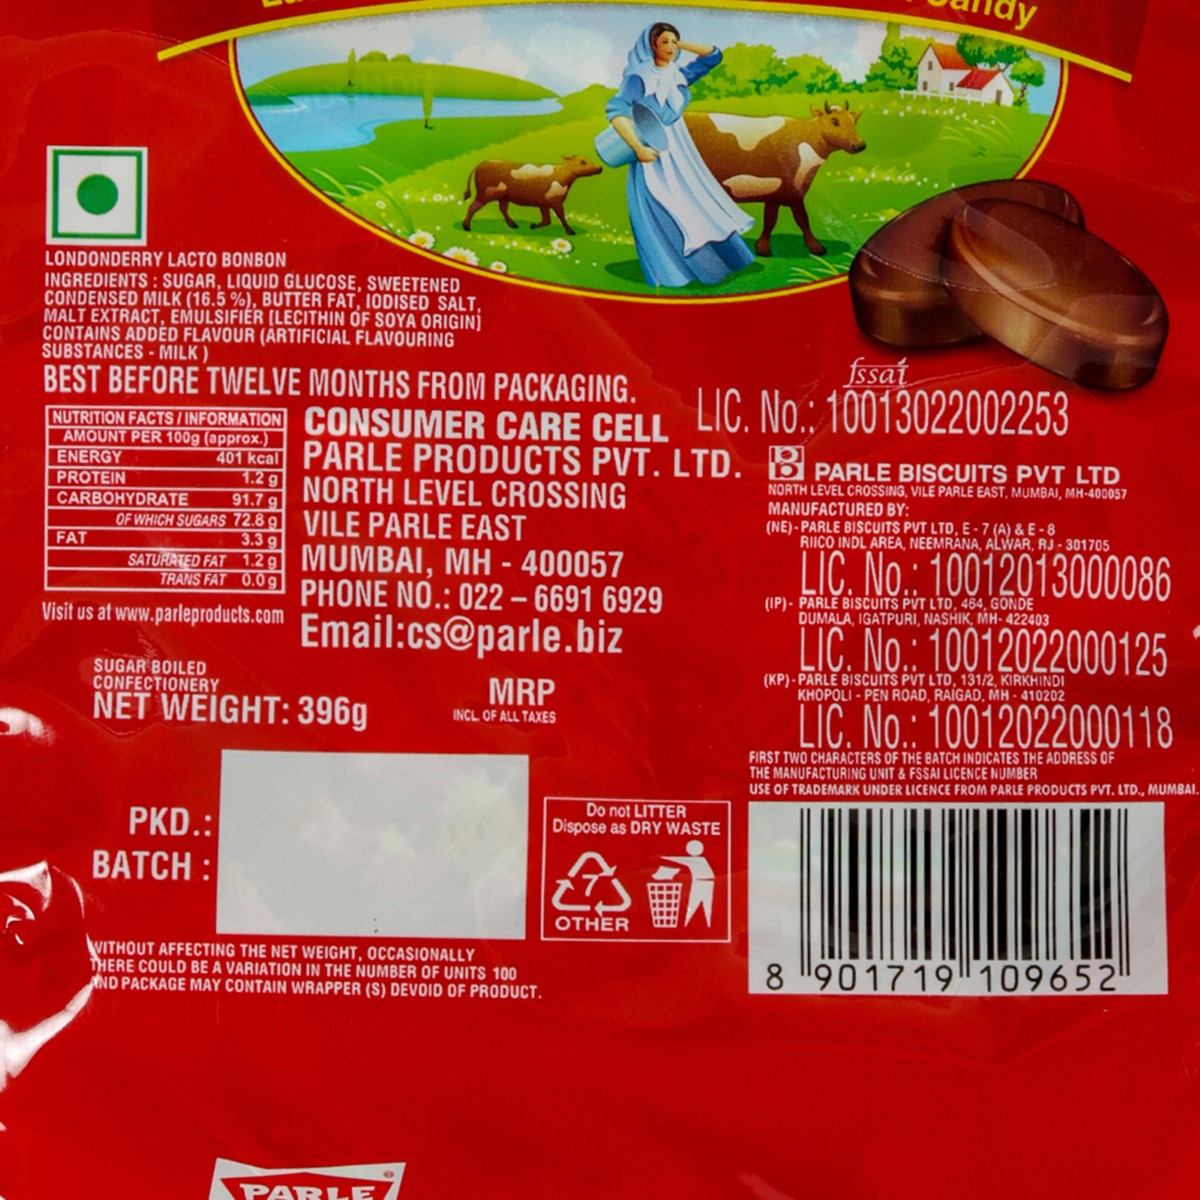 Candy
LONDONDERRY LACTO BONBON
INGREDIENTS : SUGAR, LIQUID GLUCOSE, SWEETENED
CONDENSED MILK (16.5 %), BUTTER FAT, IODISED SALT,
MALT EXTRACT, EMULSIFIER [LECITHIN OF SOYA ORIGIN]
CONTAINS ADDED FLAVOUR (ARTIFICIAL FLAVOURING
SUBSTANCES - MILK )
BEST BEFORE TWELVE MONTHS FROM PACKAGING.
NUTRITION FACTS / INFORMATION
AMOUNT PER 100g (approx.)
ENERGY 401 kcal
PROTEIN 1.2 g
CARBOHYDRATE 91.7 g
OF WHICH SUGARS 72.8 g
FAT 3.3 g
SATURATED FAT 1.2 g
TRANS FAT 0.0 g
Visit us at www.parleproducts.com
CONSUMER CARE CELL
PARLE PRODUCTS PVT. LTD.
NORTH LEVEL CROSSING
VILE PARLE EAST
MUMBAI, MH - 400057
PHONE NO.: 022 – 6691 6929
Email:cs@parle.biz
fssai
LIC. No.: 10013022002253
B PARLE BISCUITS PVT LTD
NORTH LEVEL CROSSING, VILE PARLE EAST, MUMBAI, MH-400057
MANUFACTURED BY:
(NE) - PARLE BISCUITS PVT LTD, E - 7 (A) & E - 8
RIICO INDL AREA, NEEMRANA, ALWAR, RJ - 301705
LIC. No.: 10012013000086
(IP) - PARLE BISCUITS PVT LTD, 464, GONDE
DUMALA, IGATPURI, NASHIK, MH- 422403
LIC. No.: 10012022000125
(KP) - PARLE BISCUITS PVT LTD, 131/2, KIRKHINDI
KHOPOLI - PEN ROAD, RAIGAD, MH - 410202
LIC. No.: 10012022000118
FIRST TWO CHARACTERS OF THE BATCH INDICATES THE ADDRESS OF
THE MANUFACTURING UNIT & FSSAI LICENCE NUMBER
USE OF TRADEMARK UNDER LICENCE FROM PARLE PRODUCTS PVT. LTD., MUMBAI.
SUGAR BOILED
CONFECTIONERY
NET WEIGHT: 396g
MRP
INCL. OF ALL TAXES
PKD.:
BATCH :
Do not LITTER
Dispose as DRY WASTE
7
OTHER
8 901719 109652
WITHOUT AFFECTING THE NET WEIGHT, OCCASIONALLY
THERE COULD BE A VARIATION IN THE NUMBER OF UNITS 100
AND PACKAGE MAY CONTAIN WRAPPER (S) DEVOID OF PRODUCT.
PARLE ®